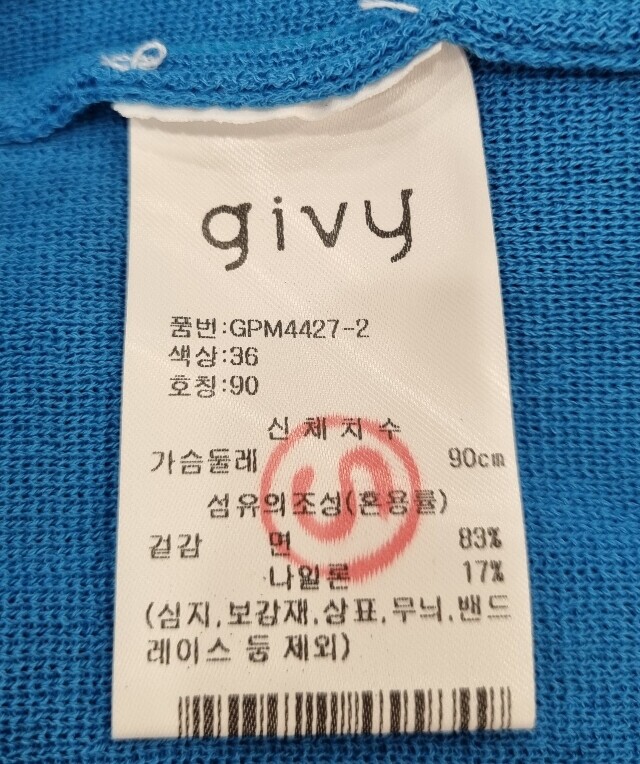 givy
품번:GPM4427-2
색상:36
호칭:90
신체치수
가슴둘레 90cm
섬유의조성(혼용률)
겉감 면 83%
나일론 17%
(심지,보강재,상표,무늬,밴드
레이스 등 제외)
S